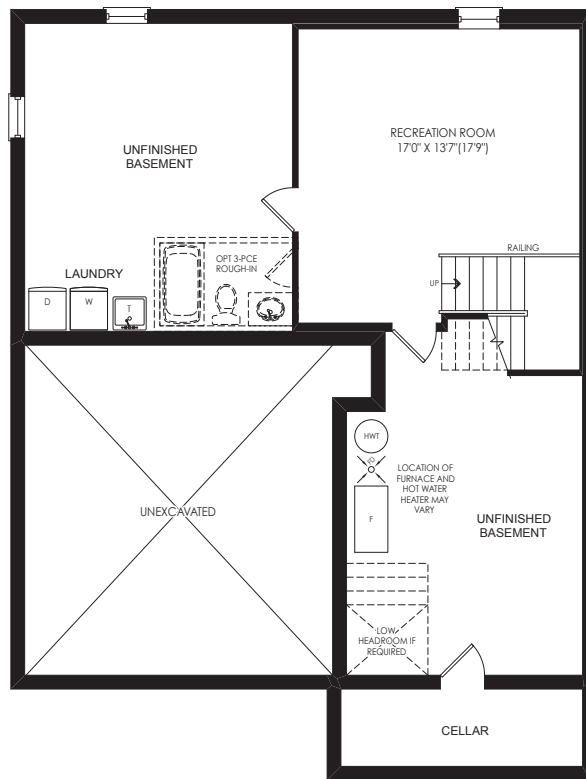 UNFINISHED
BASEMENT
RECREATION ROOM
17'0" X 13'7"(17'9")
RAILING
OPT 3-PCE
ROUGH-IN
LAUNDRY
UP
D
W
T
HWT
FD
LOCATION OF
FURNACE AND
HOT WATER
HEATER MAY
VARY
F
UNEXCAVATED
UNFINISHED
BASEMENT
LOW
HEADROOM IF
REQUIRED
CELLAR